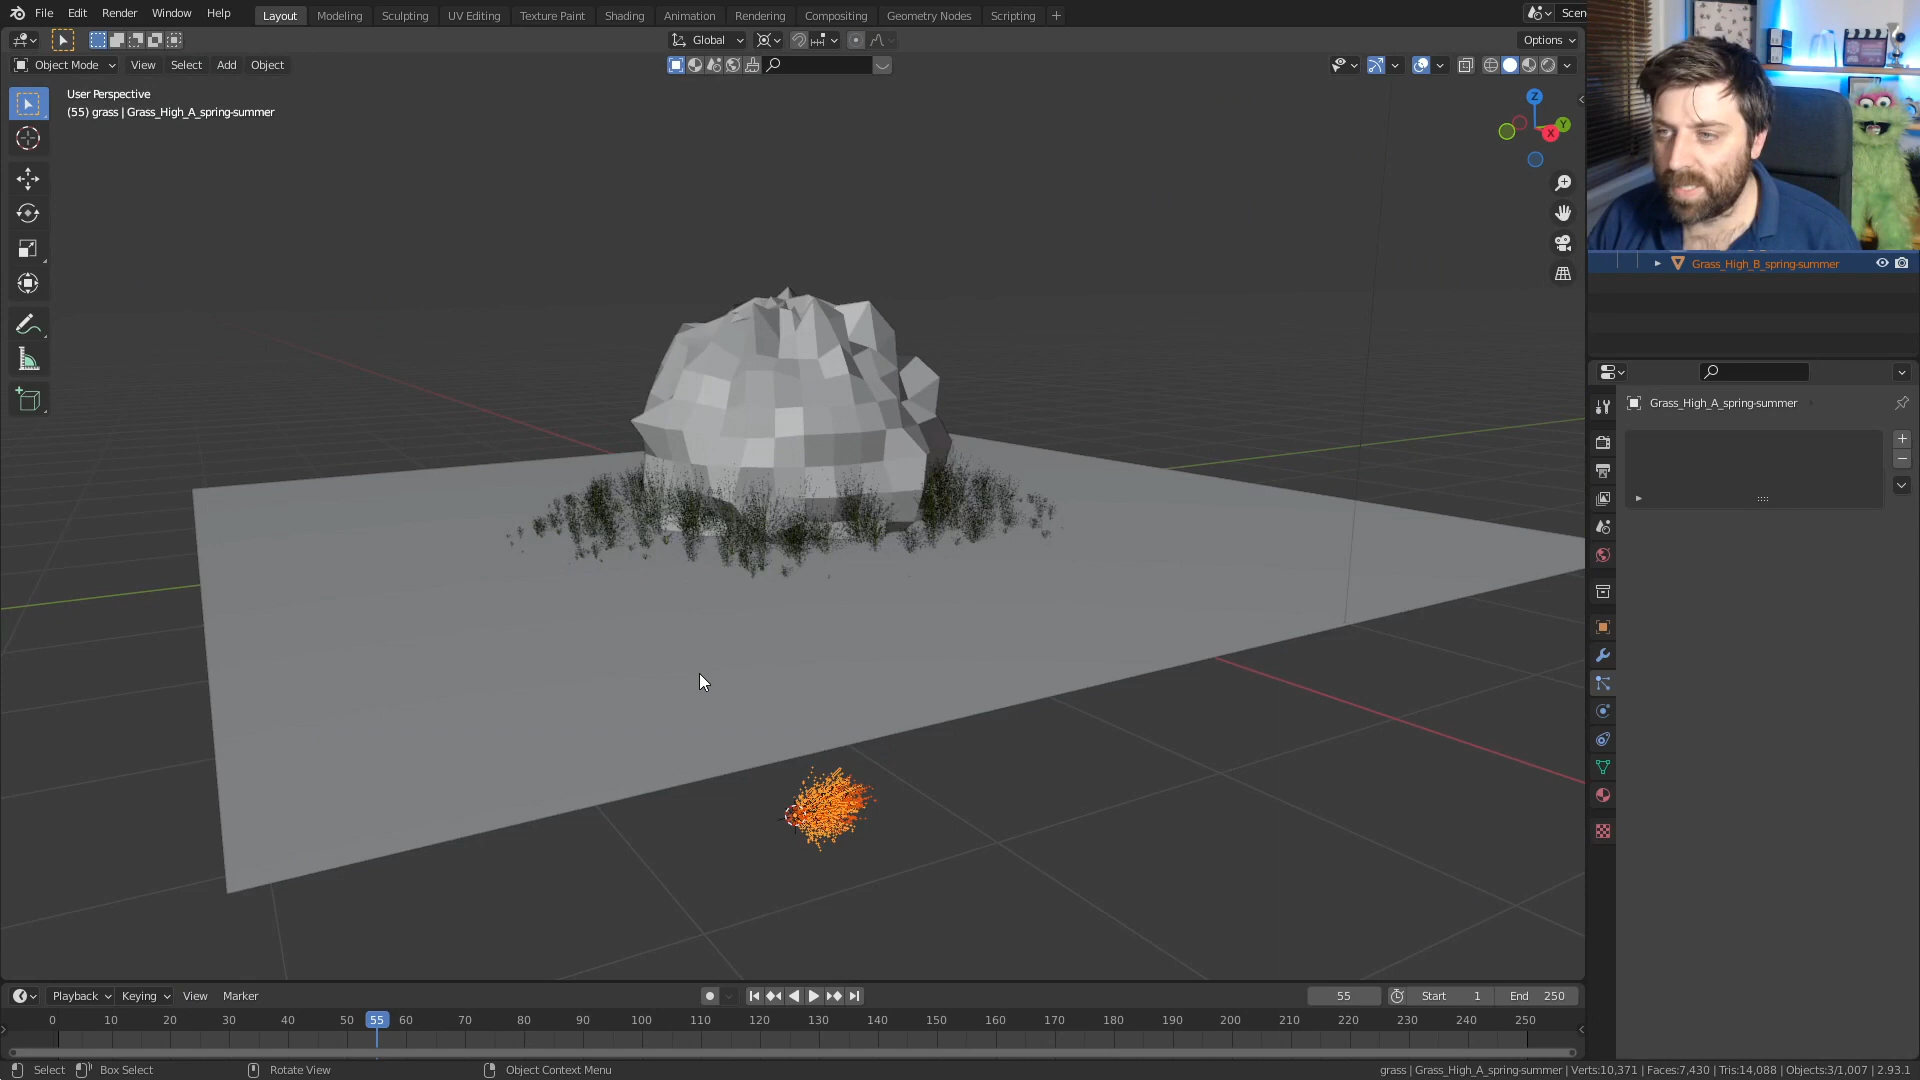 File Edit Render Window Help Layout Modeling Sculpting UV Editing Texture Paint Shading Animation Rendering Compositing Geometry Nodes Scripting + Scen
Global Options
Object Mode View Select Add Object
User Perspective
(55) grass | Grass_High_A_spring-summer
Z
Y
X
Grass_High_B_spring-summer
Grass_High_A_spring-summer
Playback Keying View Marker 55 Start 1 End 250
0 10 20 30 40 50 55 60 70 80 90 100 110 120 130 140 150 160 170 180 190 200 210 220 230 240 250
Select Box Select Rotate View Object Context Menu grass | Grass_High_A_spring-summer | Verts:10,371 | Faces:7,430 | Tris:14,088 | Objects:3/1,007 | 2.93.1